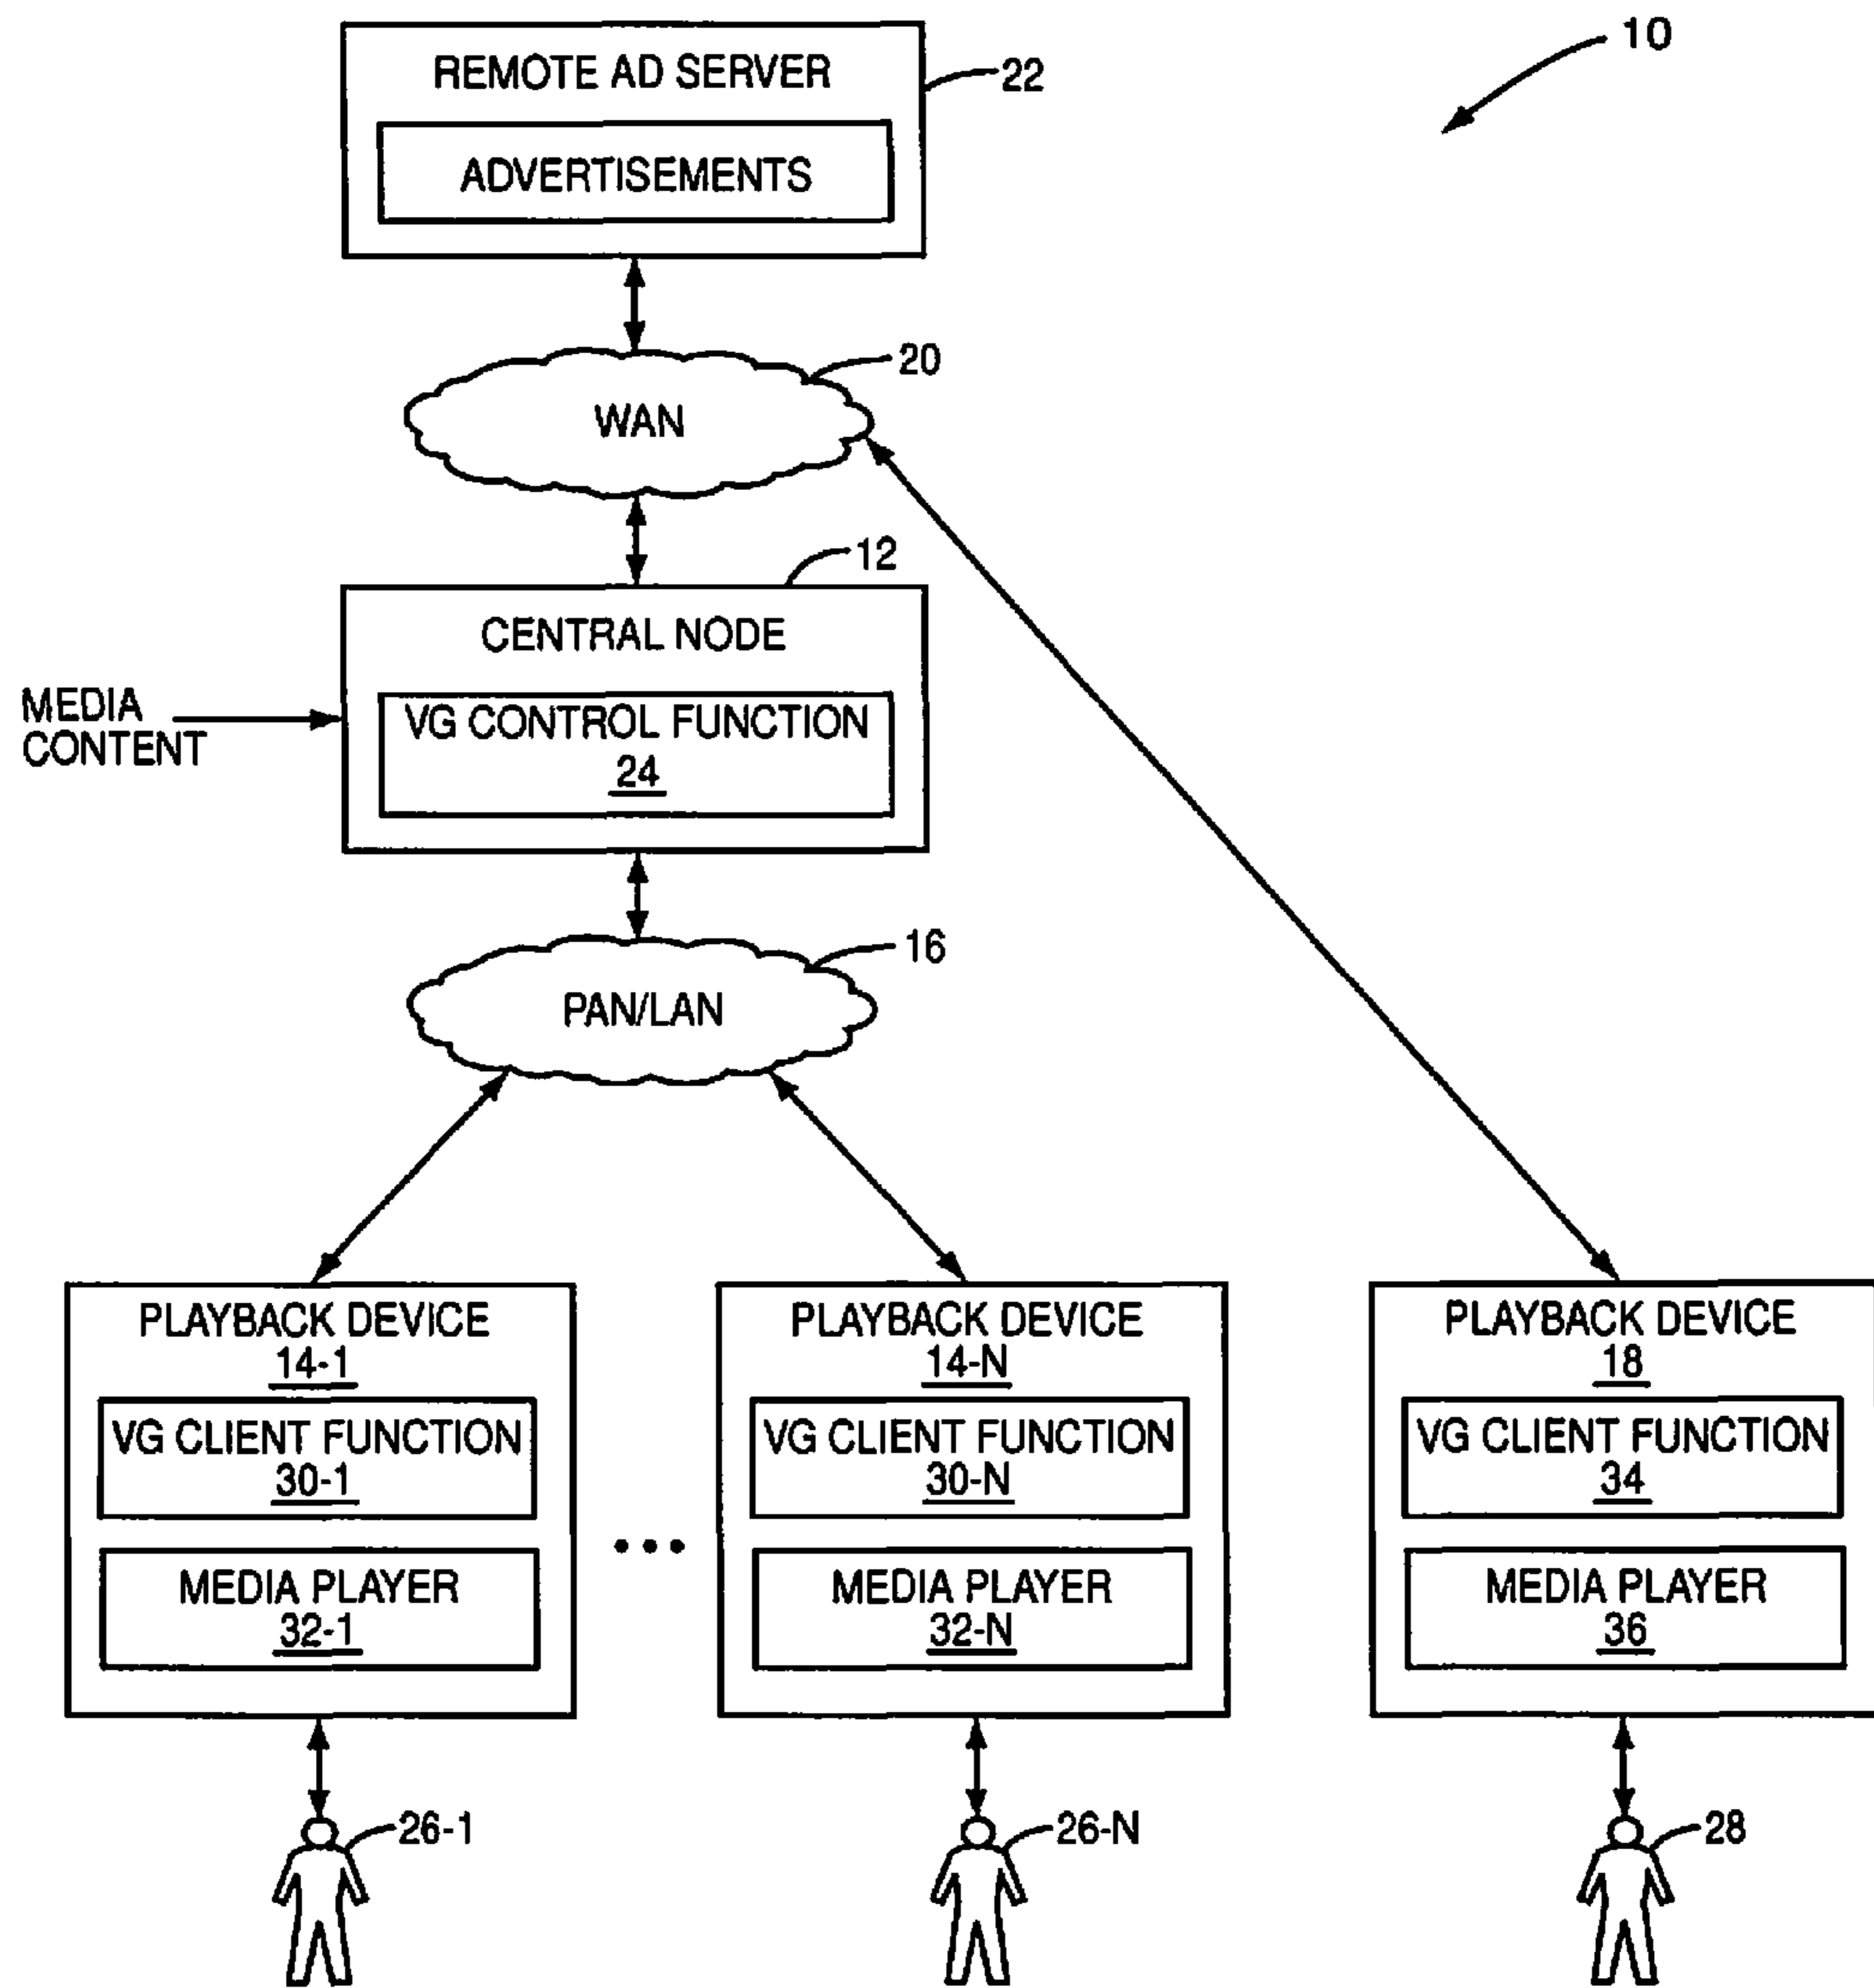 10
REMOTE AD SERVER
22
ADVERTISEMENTS
20
WAN
12
CENTRAL NODE
MEDIA
CONTENT
VG CONTROL FUNCTION
24
16
PAN/LAN
PLAYBACK DEVICE
14-1
VG CLIENT FUNCTION
30-1
MEDIA PLAYER
32-1
PLAYBACK DEVICE
14-N
VG CLIENT FUNCTION
30-N
MEDIA PLAYER
32-N
PLAYBACK DEVICE
18
VG CLIENT FUNCTION
34
MEDIA PLAYER
36
26-1
26-N
28